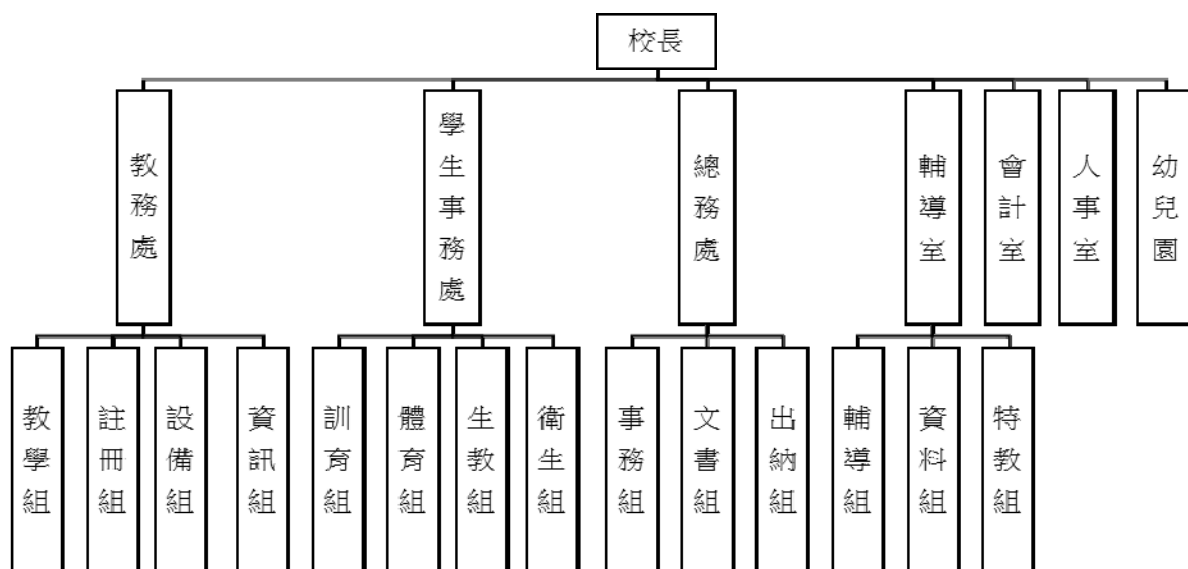 校長
教務處
學生事務處
總務處
輔導室
會計室
人事室
幼兒園
教學組
註冊組
設備組
資訊組
訓育組
體育組
生教組
衛生組
事務組
文書組
出納組
輔導組
資料組
特教組